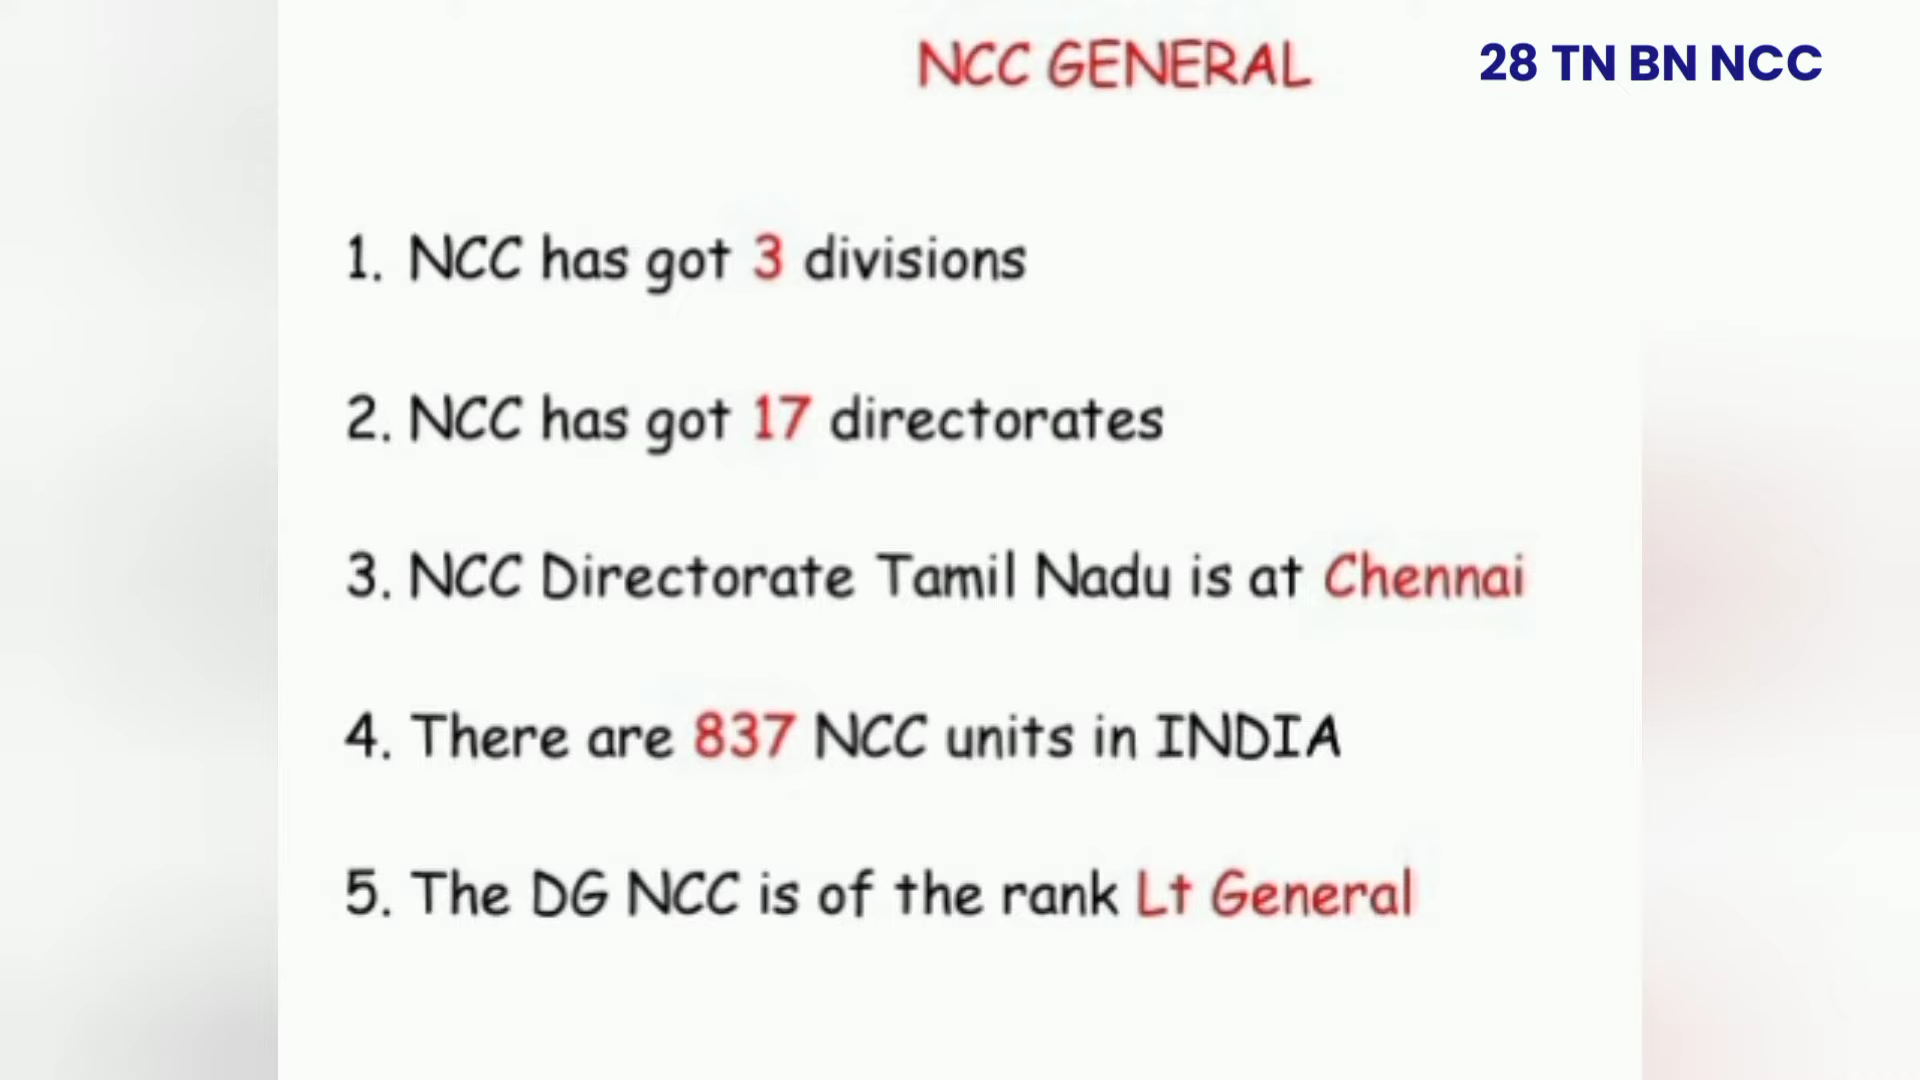 NCC GENERAL
28 TN BN NCC
1. NCC has got 3 divisions
2. NCC has got 17 directorates
3. NCC Directorate Tamil Nadu is at Chennai
4. There are 837 NCC units in INDIA
5. The DG NCC is of the rank Lt General